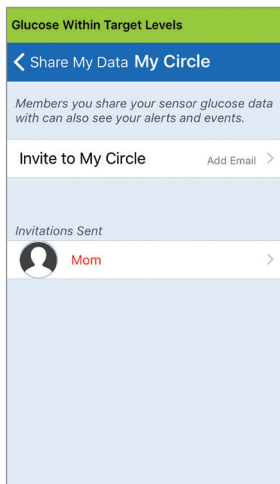 Glucose Within Target Levels
Share My Data My Circle
Members you share your sensor glucose data
with can also see your alerts and events.
Invite to My Circle Add Email
Invitations Sent
Mom